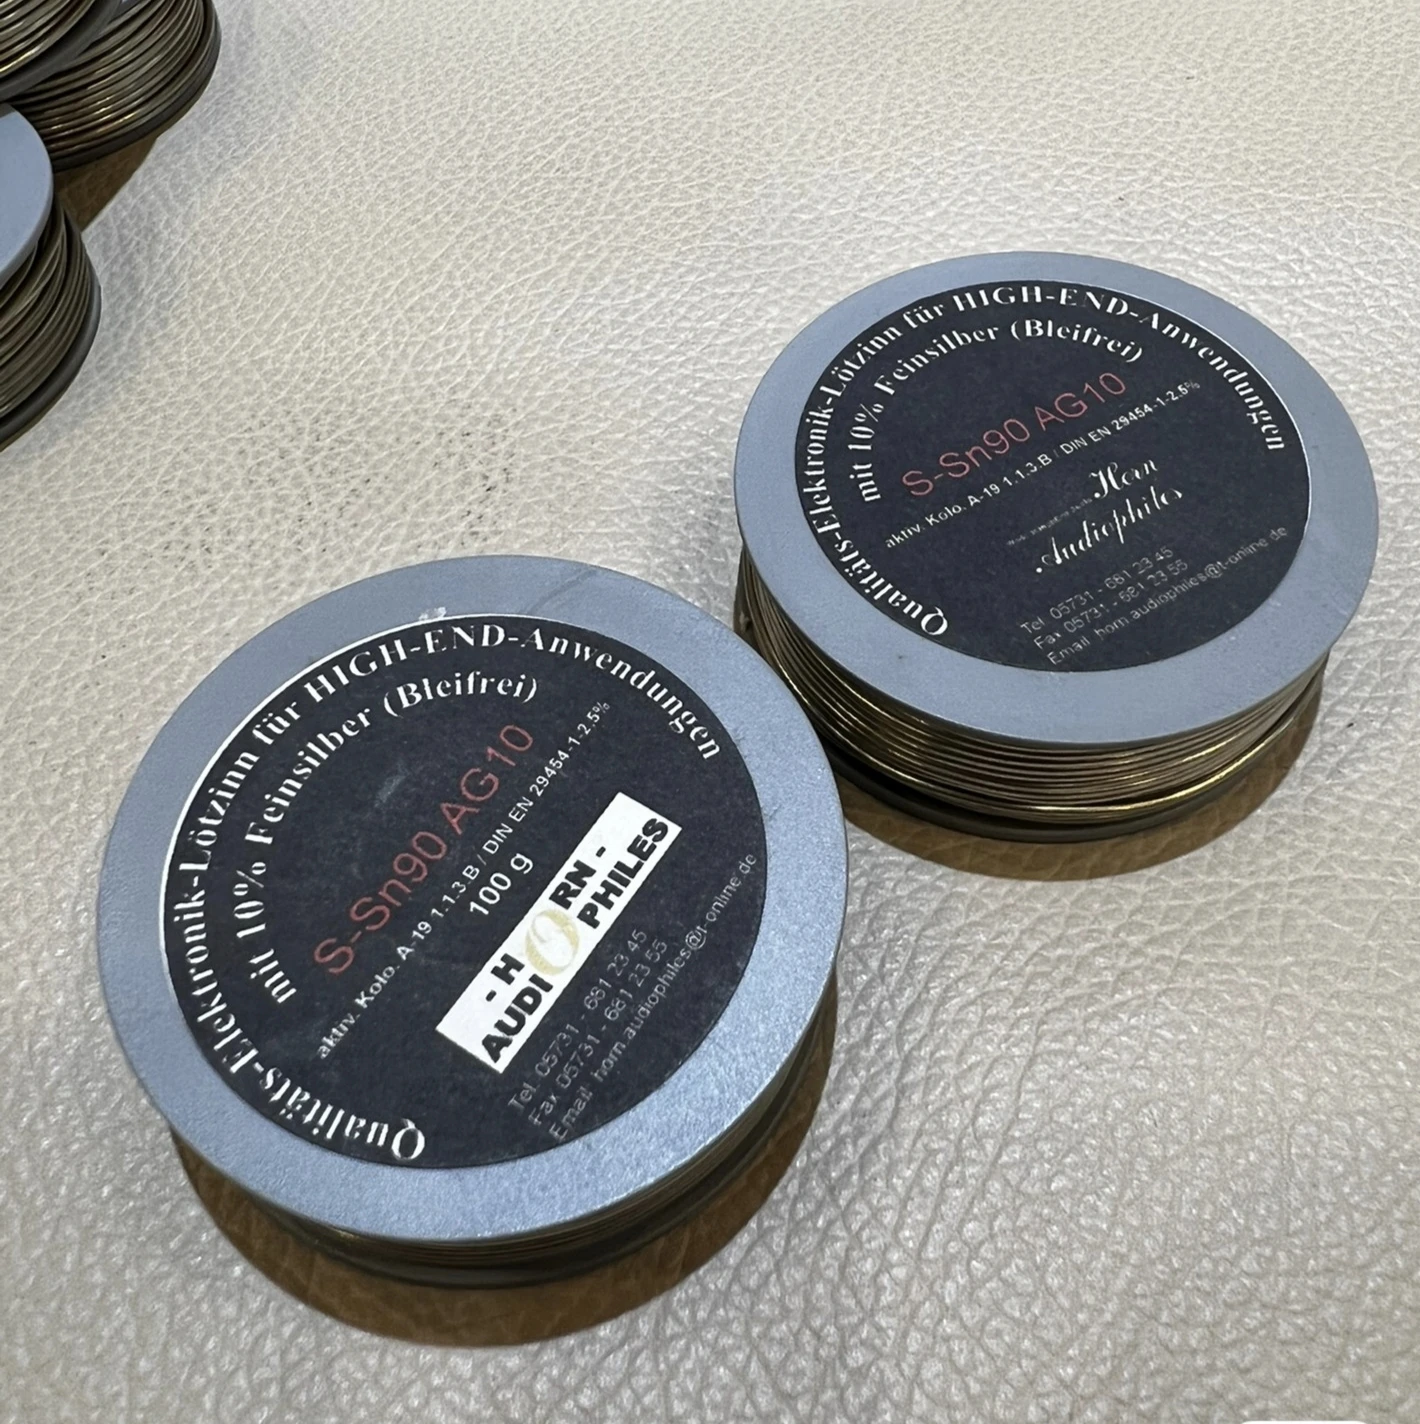 Qualitäts-Elektronik-Lötzinn für HIGH-END-Anwendungen
mit 10% Feinsilber (Bleifrei)
S-Sn90 AG10
aktiv. Kolo. A-19 1.1.3.B / DIN EN 29454-1-2,5%
100 g
- HORN -
AUDIOPHILES
Tel. 05731 - 681 23 45
Fax 05731 - 681 23 55
Email horn.audiophiles@t-online.de
Qualitäts-Elektronik-Lötzinn für HIGH-END-Anwendungen
mit 10% Feinsilber (Bleifrei)
S-Sn90 AG10
aktiv. Kolo. A-19 1.1.3.B / DIN EN 29454-1-2,5%
Horn
Audiophiles
Tel. 05731 - 681 23 45
Fax 05731 - 681 23 55
Email horn.audiophiles@t-online.de